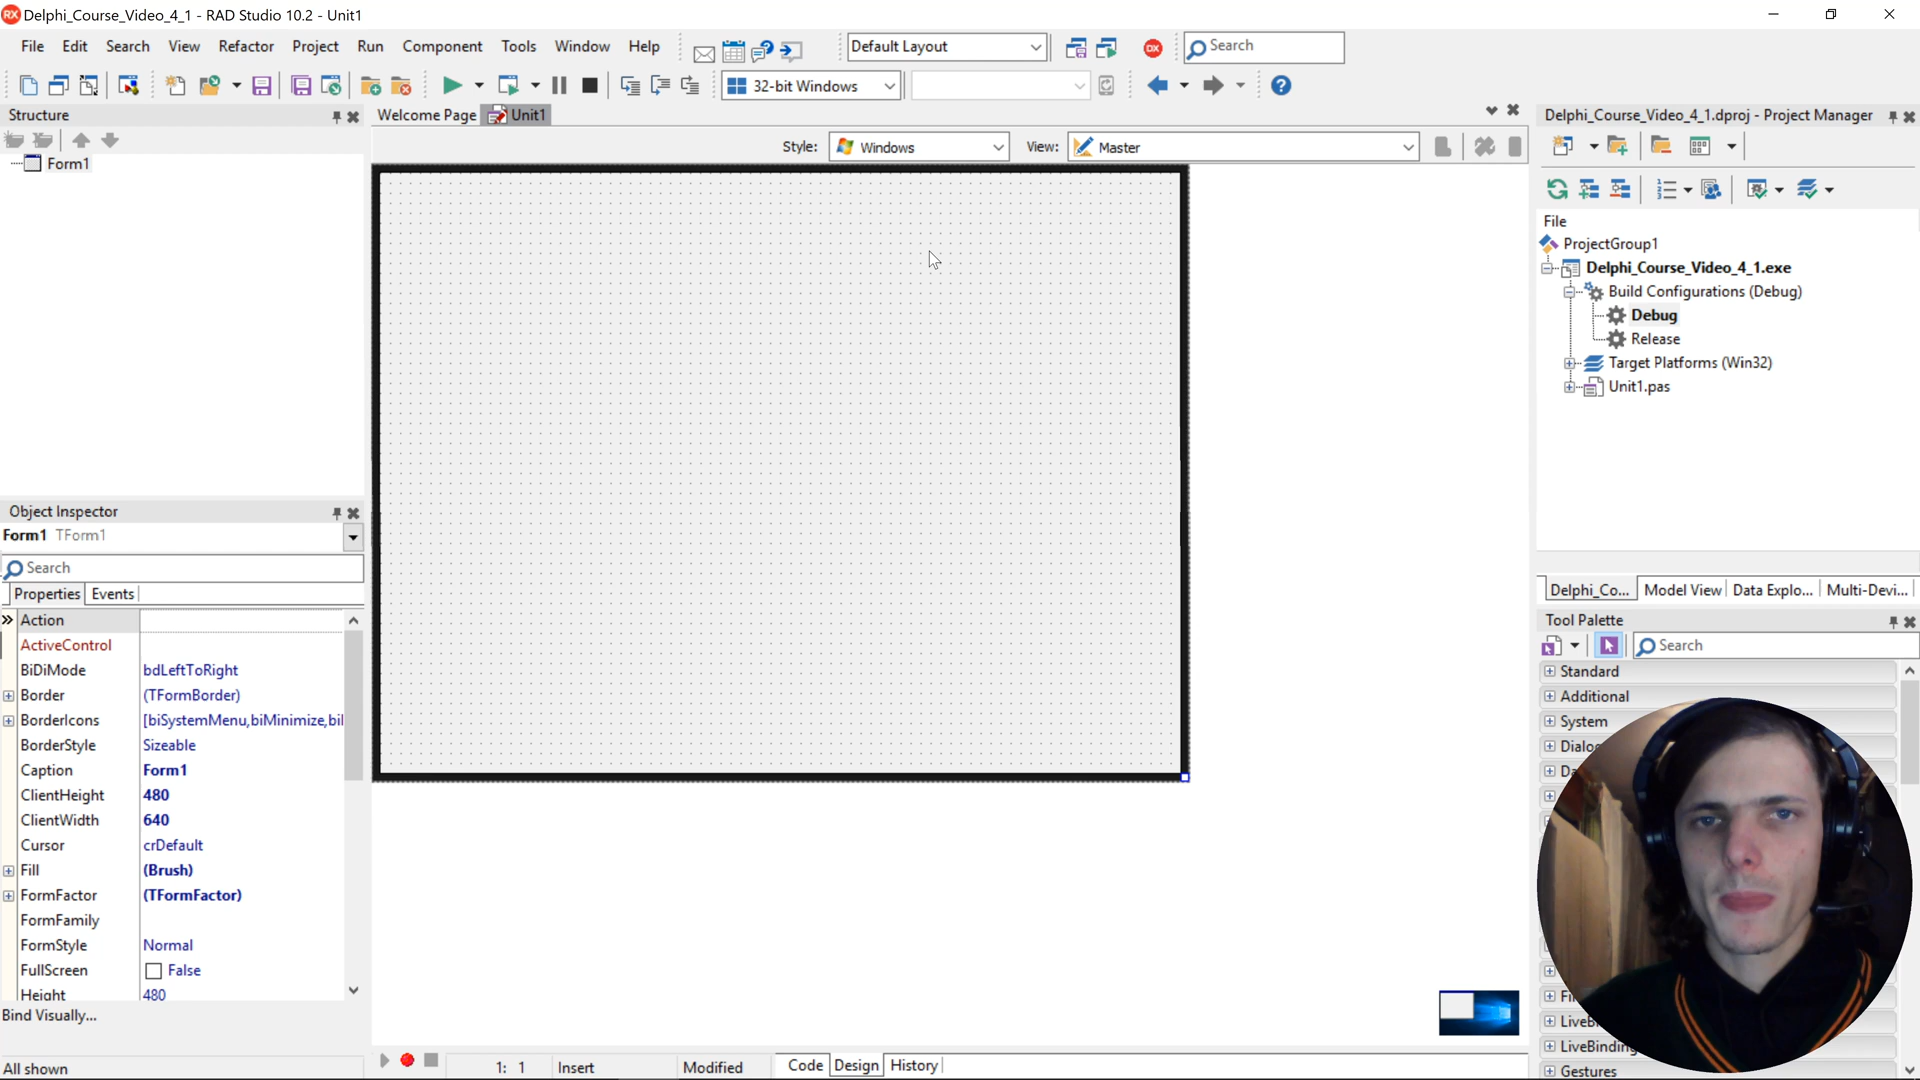 Delphi_Course_Video_4_1 - RAD Studio 10.2 - Unit1
File Edit Search View Refactor Project Run Component Tools Window Help
Default Layout
Search
32-bit Windows
Structure
Form1
Welcome Page
Unit1
Style:
Windows
View:
Master
Delphi_Course_Video_4_1.dproj - Project Manager
File
ProjectGroup1
Delphi_Course_Video_4_1.exe
Build Configurations (Debug)
Debug
Release
Target Platforms (Win32)
Unit1.pas
Object Inspector
Form1 TForm1
Search
Properties Events
Action
ActiveControl
BiDiMode bdLeftToRight
Border (TFormBorder)
BorderIcons [biSystemMenu,biMinimize,bi
BorderStyle Sizeable
Caption Form1
ClientHeight 480
ClientWidth 640
Cursor crDefault
Fill (Brush)
FormFactor (TFormFactor)
FormFamily
FormStyle Normal
FullScreen False
Height 480
Bind Visually...
All shown
1: 1 Insert Modified Code Design History
Delphi_Co... Model View Data Explo... Multi-Devi...
Tool Palette
Search
Standard
Additional
System
Dialo
Da
Fi
LiveB
LiveBinding
Gestures